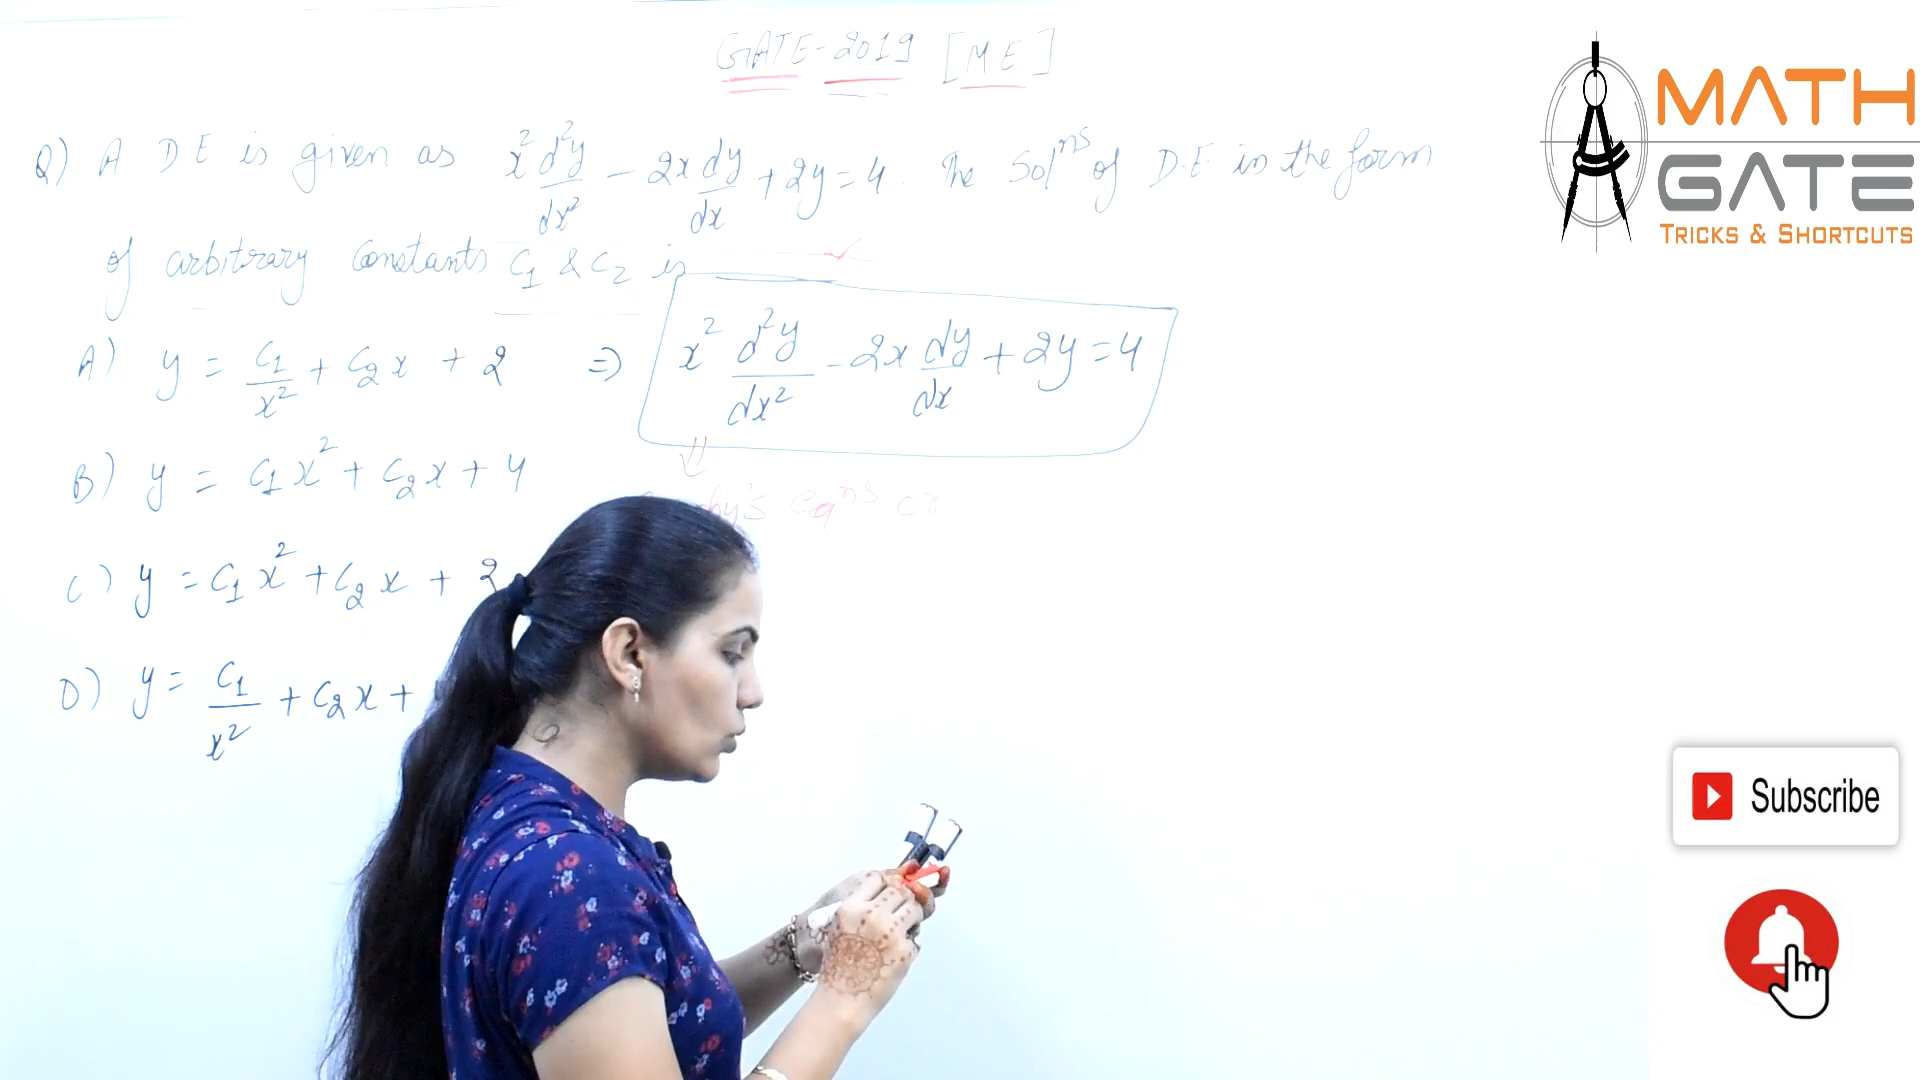 GATE-2019 [ME]
Q) A D.E is given as x² d²y/dx² - 2x dy/dx + 2y = 4. The Solⁿˢ of D.E in the form
of arbitrary constants C₁ & C₂ is
A) y = C₁/x² + C₂x + 2 ⇒ x² d²y/dx² - 2x dy/dx + 2y = 4
B) y = C₁x² + C₂x + 4
C) y = C₁x² + C₂x + 2
D) y = C₁/x² + C₂x +
MATH
GATE
TRICKS & SHORTCUTS
Subscribe